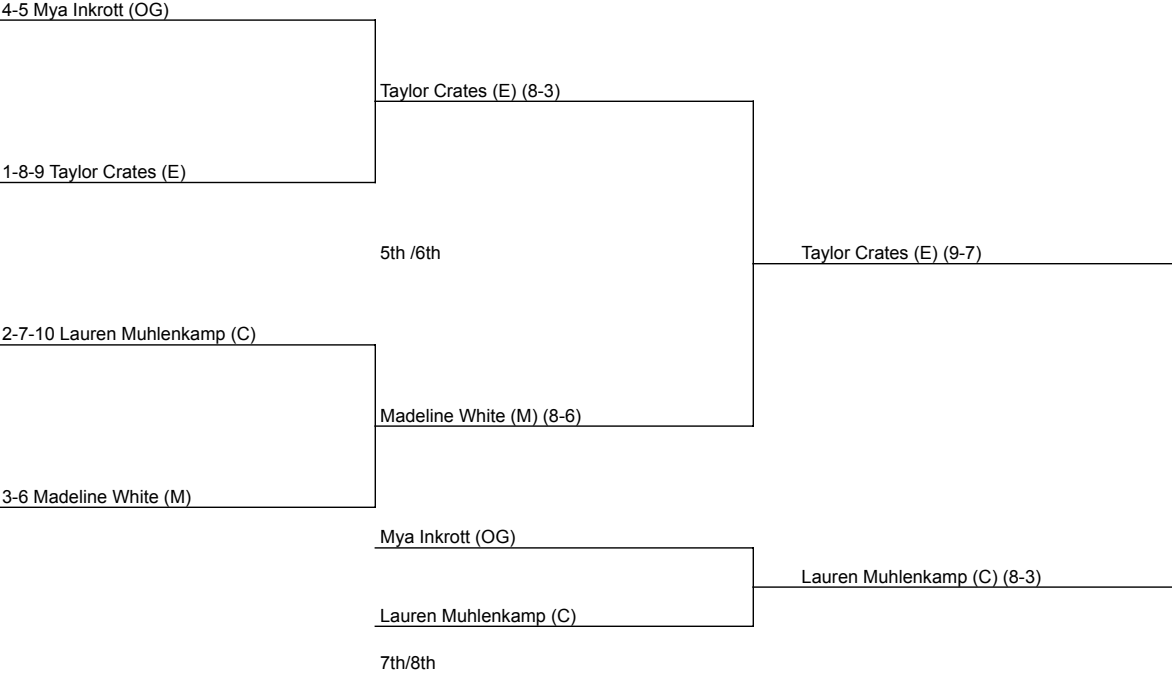 4-5 Mya Inkrott (OG)
Taylor Crates (E) (8-3)
1-8-9 Taylor Crates (E)
5th /6th
Taylor Crates (E) (9-7)
2-7-10 Lauren Muhlenkamp (C)
Madeline White (M) (8-6)
3-6 Madeline White (M)
Mya Inkrott (OG)
Lauren Muhlenkamp (C) (8-3)
Lauren Muhlenkamp (C)
7th/8th